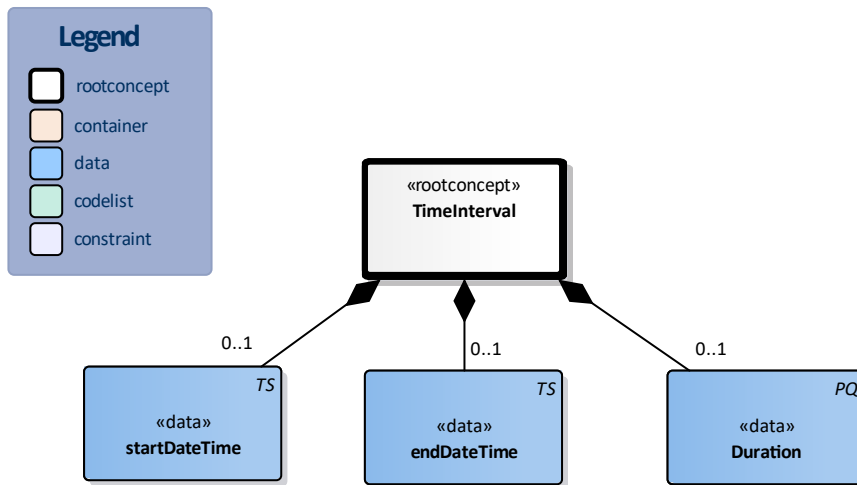 Legend
rootconcept
container
data
codelist
constraint
«rootconcept»
TimeInterval
0..1
0..1
0..1
TS
«data»
startDateTime
TS
«data»
endDateTime
PQ
«data»
Duration